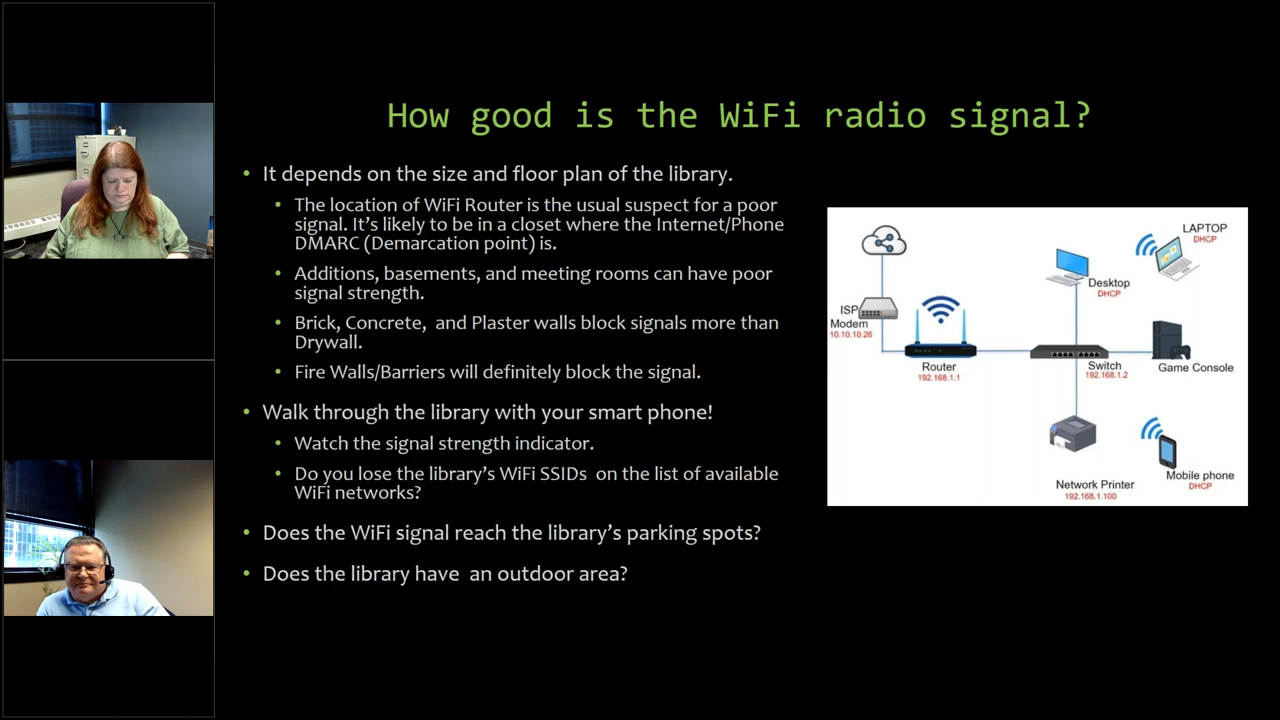 How good is the WiFi radio signal?
• It depends on the size and floor plan of the library.
• The location of WiFi Router is the usual suspect for a poor
signal. It's likely to be in a closet where the Internet/Phone
DMARC (Demarcation point) is.
• Additions, basements, and meeting rooms can have poor
signal strength.
• Brick, Concrete, and Plaster walls block signals more than
Drywall.
• Fire Walls/Barriers will definitely block the signal.
• Walk through the library with your smart phone!
• Watch the signal strength indicator.
• Do you lose the library's WiFi SSIDs on the list of available
WiFi networks?
• Does the WiFi signal reach the library's parking spots?
• Does the library have an outdoor area?
LAPTOP
DHCP
Desktop
DHCP
ISP
Modem
10.10.10.26
Router
192.168.1.1
Switch
192.168.1.2
Game Console
Network Printer
192.168.1.100
Mobile phone
DHCP